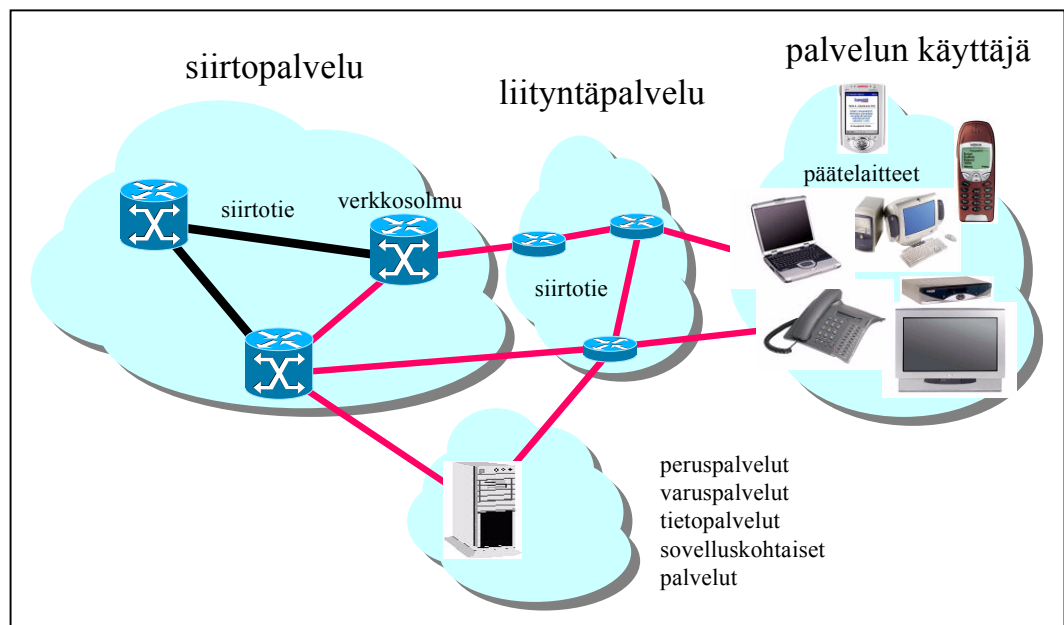 siirtopalvelu
liityntäpalvelu
palvelun käyttäjä
päätelaitteet
siirtotie
verkkosolmu
siirtotie
peruspalvelut
varuspalvelut
tietopalvelut
sovelluskohtaiset
palvelut